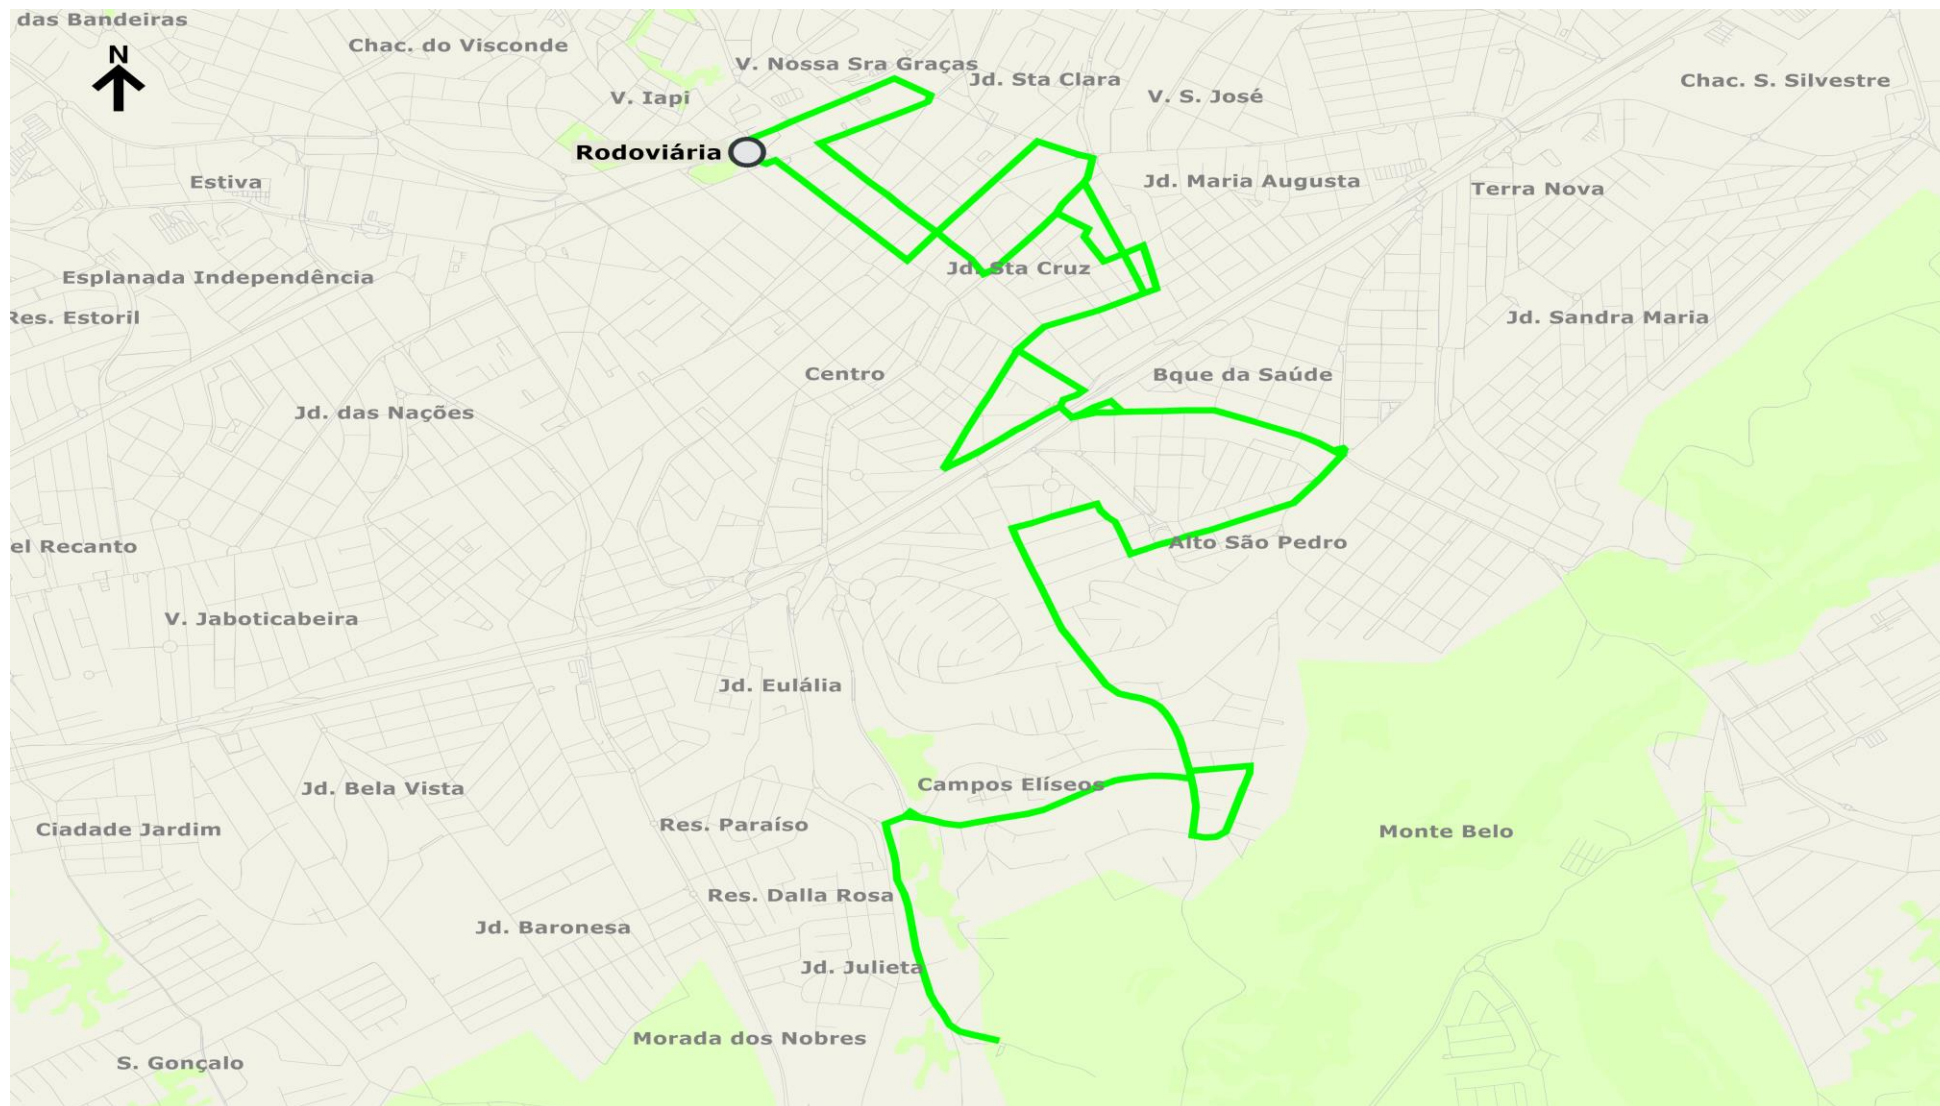 das Bandeiras
Chac. do Visconde
N
V. Nossa Sra Graças
Jd. Sta Clara
Chac. S. Silvestre
V. Iapi
V. S. José
Rodoviária
Estiva
Jd. Maria Augusta
Terra Nova
Jd. Sta Cruz
Esplanada Independência
Res. Estoril
Jd. Sandra Maria
Centro
Bque da Saúde
Jd. das Nações
el Recanto
Alto São Pedro
V. Jaboticabeira
Jd. Eulália
Campos Elíseos
Jd. Bela Vista
Ciadade Jardim
Res. Paraíso
Monte Belo
Res. Dalla Rosa
Jd. Baronesa
Jd. Julieta
Morada dos Nobres
S. Gonçalo